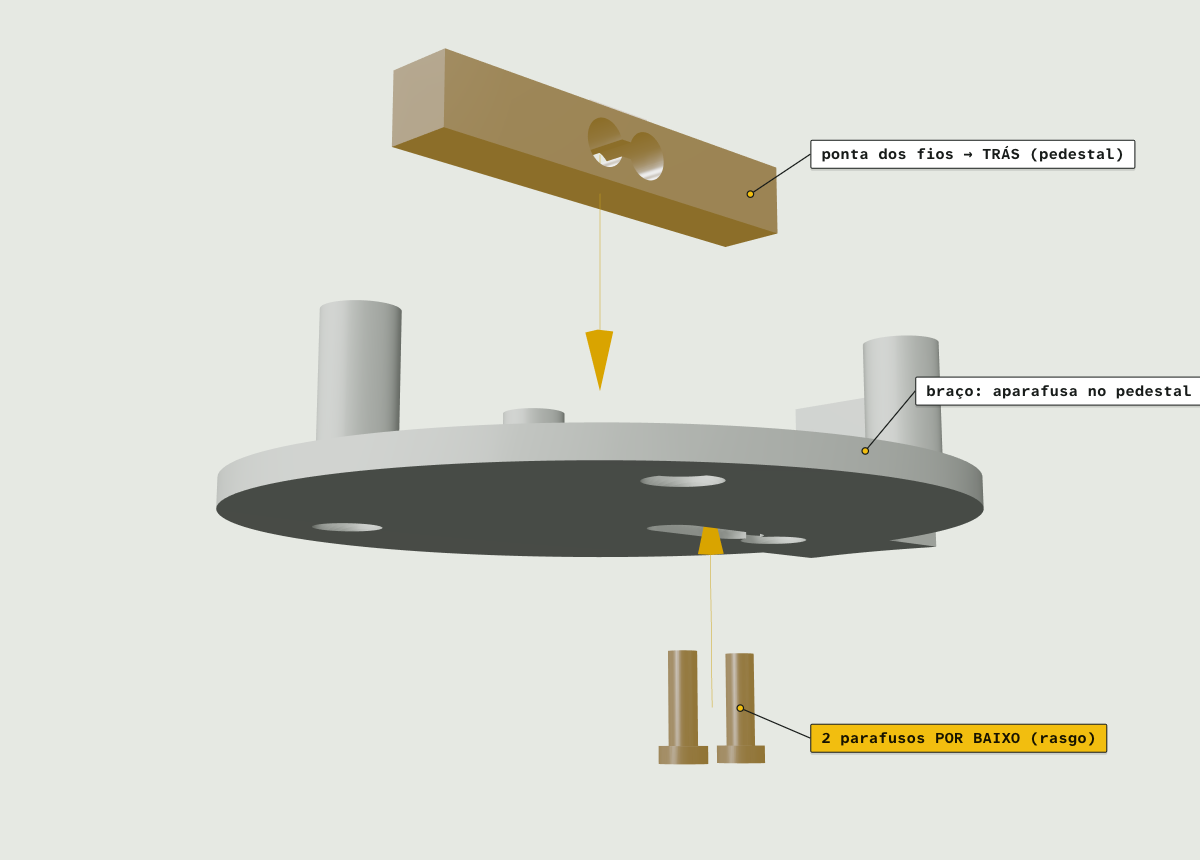 ponta dos fios → TRÁS (pedestal)
braço: aparafusa no pedestal
2 parafusos POR BAIXO (rasgo)